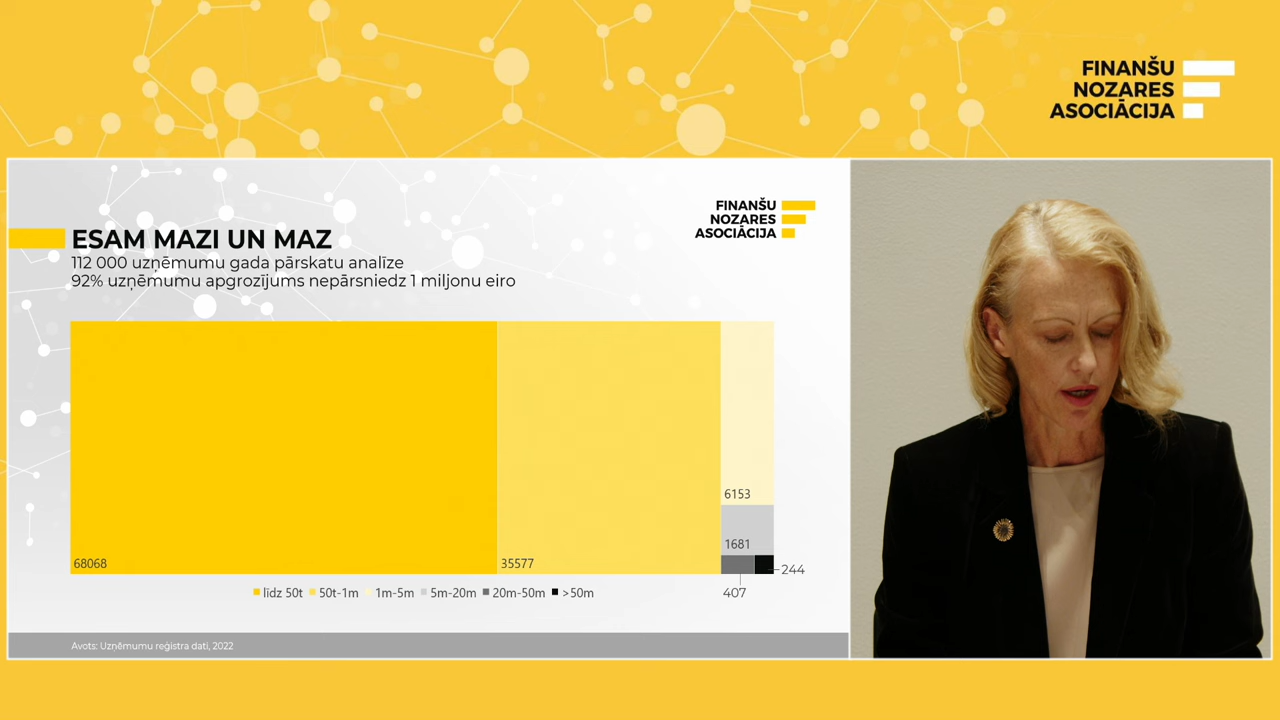 FINANŠU
NOZARES
ASOCIĀCIJA
FINANŠU
NOZARES
ASOCIĀCIJA
ESAM MAZI UN MAZ
112 000 uzņēmumu gada pārskatu analīze
92% uzņēmumu apgrozījums nepārsniedz 1 miljonu eiro
68068
35577
6153
1681
244
407
līdz 50t 50t-1m 1m-5m 5m-20m 20m-50m >50m
Avots: Uzņēmumu reģistra dati, 2022